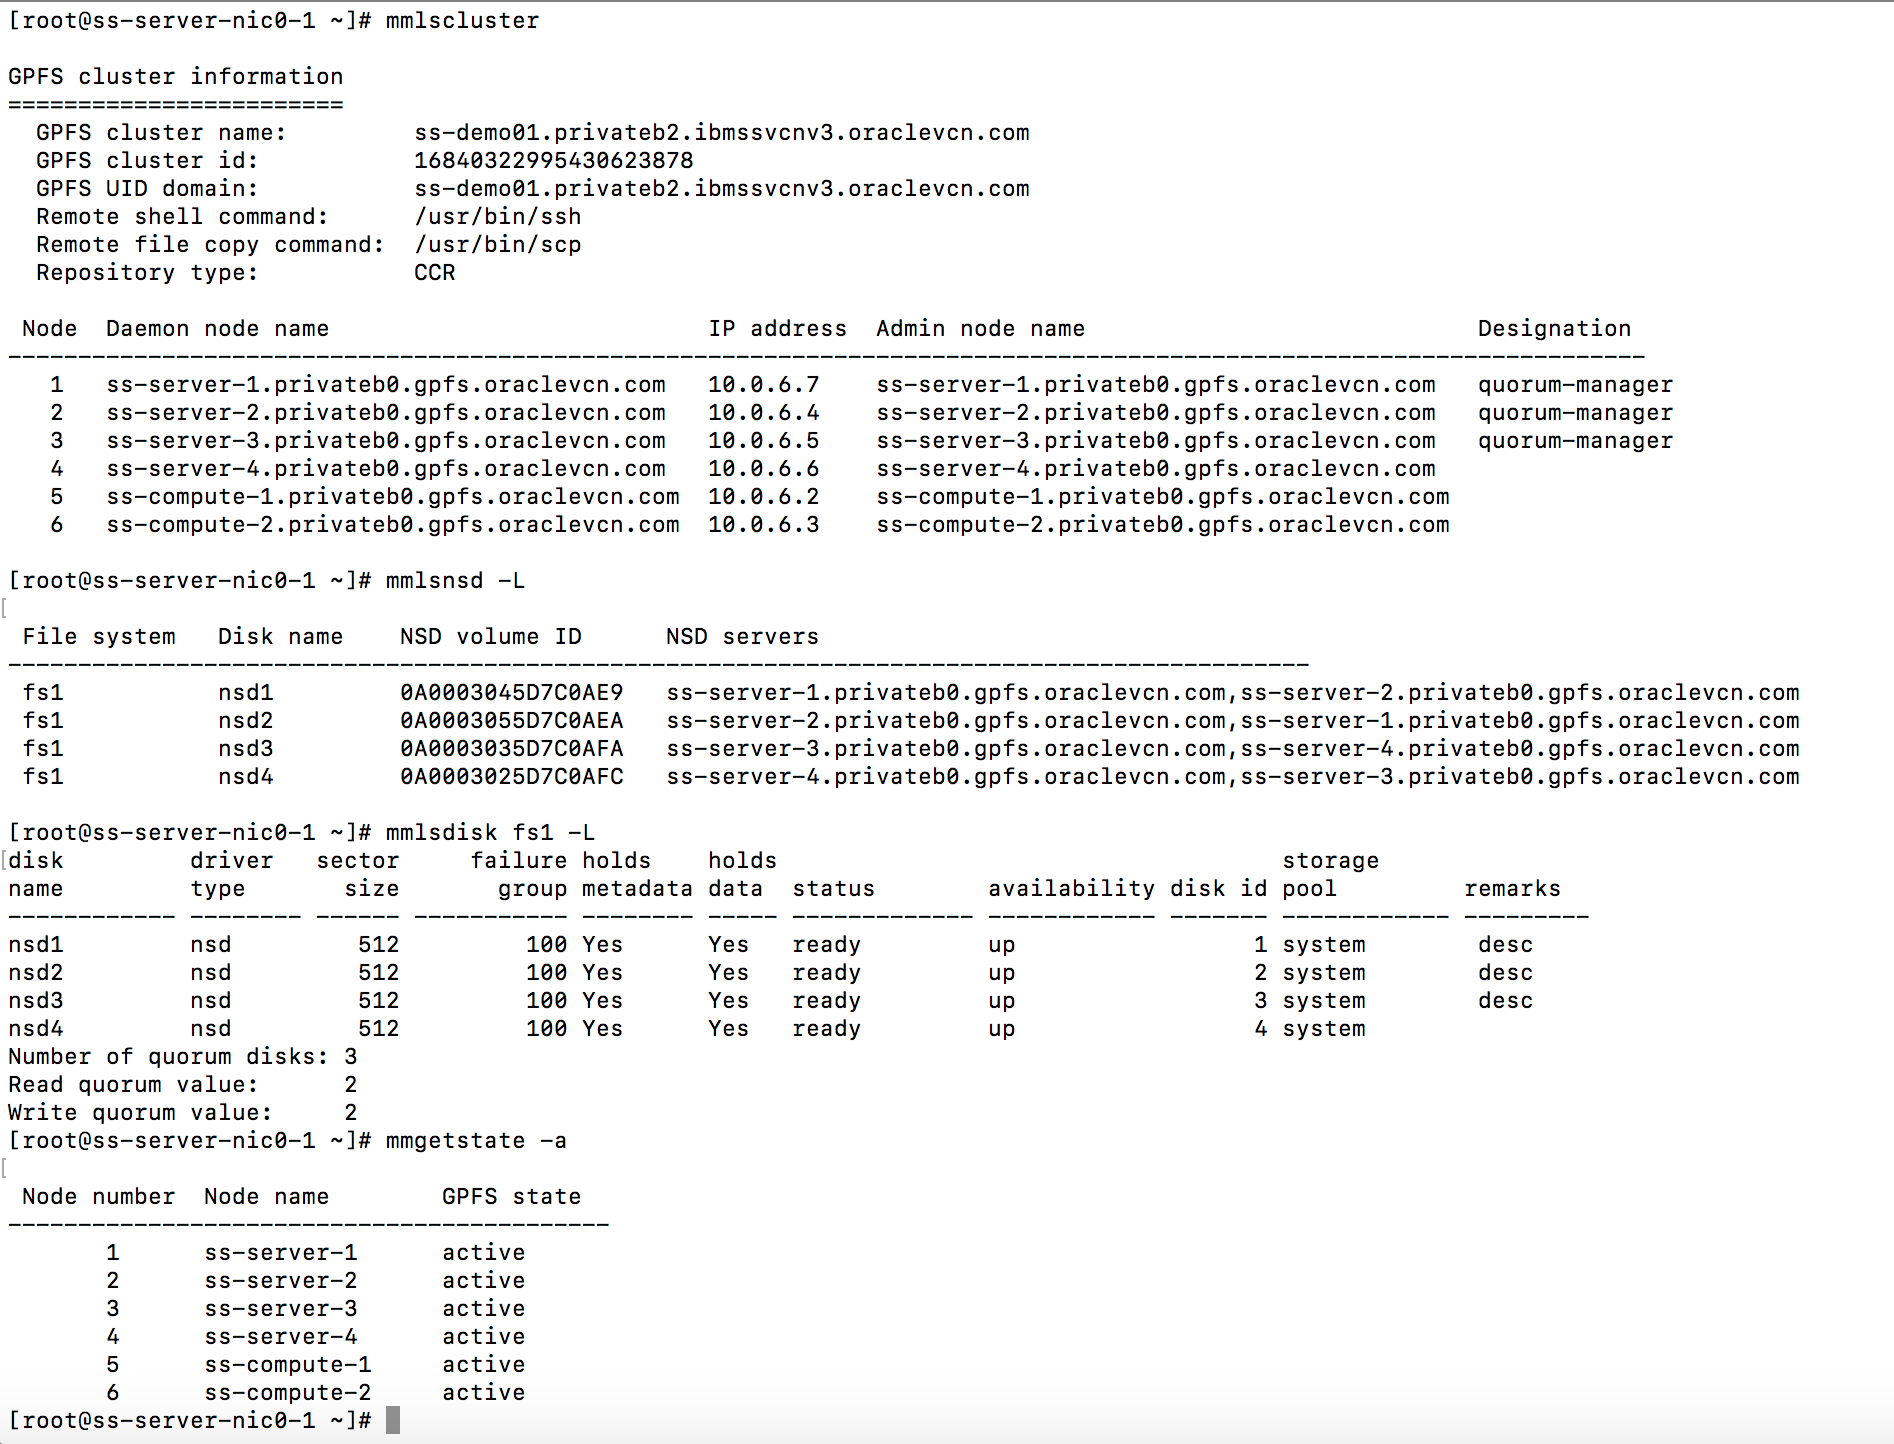 [root@ss-server-nic0-1 ~]# mmlscluster
GPFS cluster information
========================
GPFS cluster name: ss-demo01.privateb2.ibmssvcnv3.oraclevcn.com
GPFS cluster id: 16840322995430623878
GPFS UID domain: ss-demo01.privateb2.ibmssvcnv3.oraclevcn.com
Remote shell command: /usr/bin/ssh
Remote file copy command: /usr/bin/scp
Repository type: CCR
Node Daemon node name IP address Admin node name Designation
---------------------------------------------------------------------------------------------------------------------
1 ss-server-1.privateb0.gpfs.oraclevcn.com 10.0.6.7 ss-server-1.privateb0.gpfs.oraclevcn.com quorum-manager
2 ss-server-2.privateb0.gpfs.oraclevcn.com 10.0.6.4 ss-server-2.privateb0.gpfs.oraclevcn.com quorum-manager
3 ss-server-3.privateb0.gpfs.oraclevcn.com 10.0.6.5 ss-server-3.privateb0.gpfs.oraclevcn.com quorum-manager
4 ss-server-4.privateb0.gpfs.oraclevcn.com 10.0.6.6 ss-server-4.privateb0.gpfs.oraclevcn.com
5 ss-compute-1.privateb0.gpfs.oraclevcn.com 10.0.6.2 ss-compute-1.privateb0.gpfs.oraclevcn.com
6 ss-compute-2.privateb0.gpfs.oraclevcn.com 10.0.6.3 ss-compute-2.privateb0.gpfs.oraclevcn.com
[root@ss-server-nic0-1 ~]# mmlsnsd -L
[
File system Disk name NSD volume ID NSD servers
---------------------------------------------------------------------------------------------
fs1 nsd1 0A0003045D7C0AE9 ss-server-1.privateb0.gpfs.oraclevcn.com,ss-server-2.privateb0.gpfs.oraclevcn.com
fs1 nsd2 0A0003055D7C0AEA ss-server-2.privateb0.gpfs.oraclevcn.com,ss-server-1.privateb0.gpfs.oraclevcn.com
fs1 nsd3 0A0003035D7C0AFA ss-server-3.privateb0.gpfs.oraclevcn.com,ss-server-4.privateb0.gpfs.oraclevcn.com
fs1 nsd4 0A0003025D7C0AFC ss-server-4.privateb0.gpfs.oraclevcn.com,ss-server-3.privateb0.gpfs.oraclevcn.com
[root@ss-server-nic0-1 ~]# mmlsdisk fs1 -L
[disk driver sector failure holds holds storage
name type size group metadata data status availability disk id pool remarks
------------ -------- ------ ----------- -------- ----- ------------- ------------ ------- ------------ ---------
nsd1 nsd 512 100 Yes Yes ready up 1 system desc
nsd2 nsd 512 100 Yes Yes ready up 2 system desc
nsd3 nsd 512 100 Yes Yes ready up 3 system desc
nsd4 nsd 512 100 Yes Yes ready up 4 system
Number of quorum disks: 3
Read quorum value: 2
Write quorum value: 2
[root@ss-server-nic0-1 ~]# mmgetstate -a
[
Node number Node name GPFS state
-------------------------------------------
1 ss-server-1 active
2 ss-server-2 active
3 ss-server-3 active
4 ss-server-4 active
5 ss-compute-1 active
6 ss-compute-2 active
[root@ss-server-nic0-1 ~]#